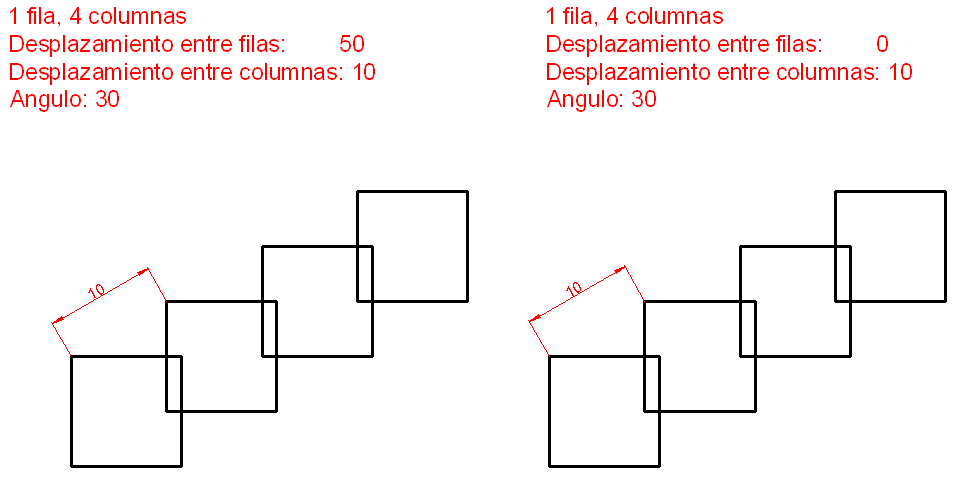 1 fila, 4 columnas
Desplazamiento entre filas: 50
Desplazamiento entre columnas: 10
Angulo: 30
10
1 fila, 4 columnas
Desplazamiento entre filas: 0
Desplazamiento entre columnas: 10
Angulo: 30
10